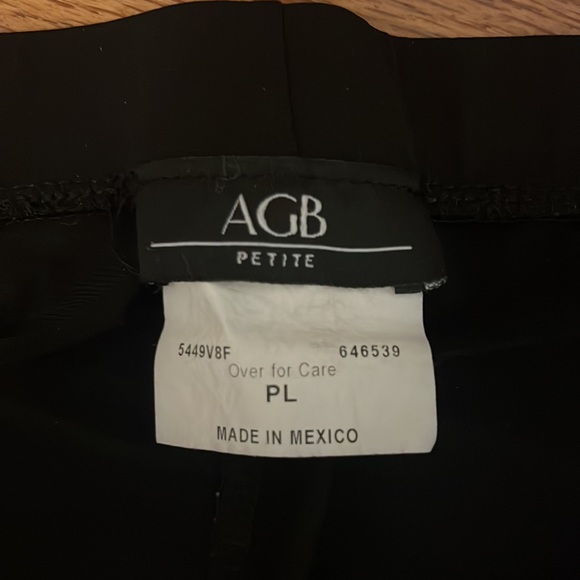 AGB
PETITE
5449V8F 646539
Over for Care
PL
MADE IN MEXICO